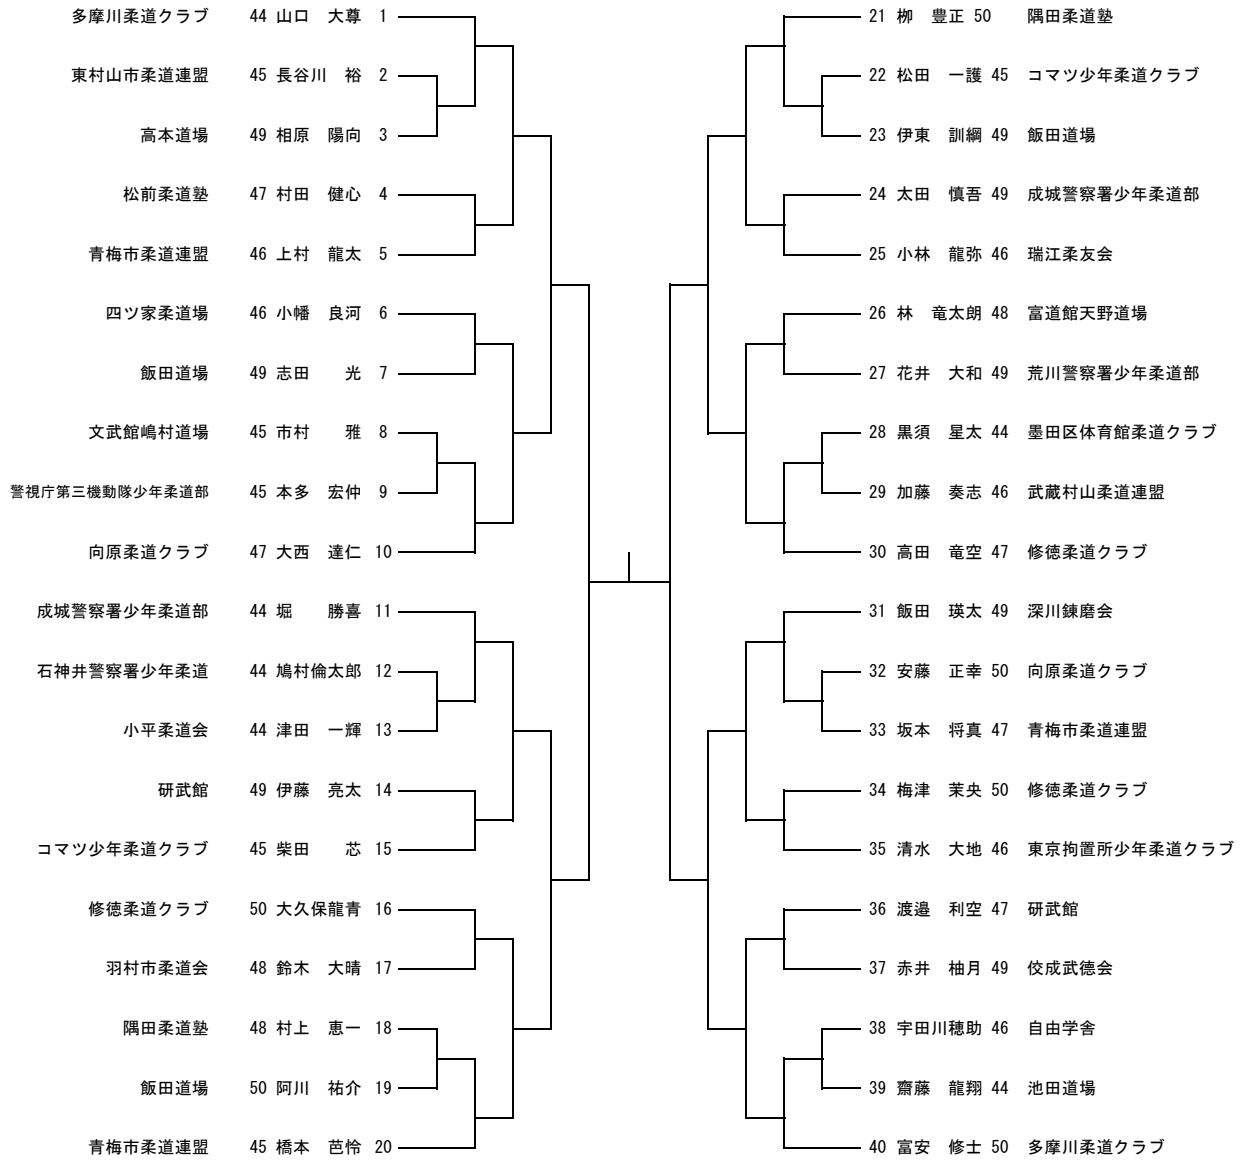 多摩川柔道クラブ 44 山口 大尊 1
東村山市柔道連盟 45 長谷川 裕 2
高本道場 49 相原 陽向 3
松前柔道塾 47 村田 健心 4
青梅市柔道連盟 46 上村 龍太 5
四ツ家柔道場 46 小幡 良河 6
飯田道場 49 志田 光 7
文武館嶋村道場 45 市村 雅 8
警視庁第三機動隊少年柔道部 45 本多 宏仲 9
向原柔道クラブ 47 大西 達仁 10
成城警察署少年柔道部 44 堀 勝喜 11
石神井警察署少年柔道 44 鳩村倫太郎 12
小平柔道会 44 津田 一輝 13
研武館 49 伊藤 亮太 14
コマツ少年柔道クラブ 45 柴田 芯 15
修徳柔道クラブ 50 大久保龍青 16
羽村市柔道会 48 鈴木 大晴 17
隅田柔道塾 48 村上 恵一 18
飯田道場 50 阿川 祐介 19
青梅市柔道連盟 45 橋本 芭怜 20
21 栁 豊正 50 隅田柔道塾
22 松田 一護 45 コマツ少年柔道クラブ
23 伊東 訓綱 49 飯田道場
24 太田 慎吾 49 成城警察署少年柔道部
25 小林 龍弥 46 瑞江柔友会
26 林 竜太朗 48 富道館天野道場
27 花井 大和 49 荒川警察署少年柔道部
28 黒須 星太 44 墨田区体育館柔道クラブ
29 加藤 奏志 46 武蔵村山柔道連盟
30 高田 竜空 47 修徳柔道クラブ
31 飯田 瑛太 49 深川錬磨会
32 安藤 正幸 50 向原柔道クラブ
33 坂本 将真 47 青梅市柔道連盟
34 梅津 茉央 50 修徳柔道クラブ
35 清水 大地 46 東京拘置所少年柔道クラブ
36 渡邉 利空 47 研武館
37 赤井 柚月 49 佼成武徳会
38 宇田川穂助 46 自由学舎
39 齋藤 龍翔 44 池田道場
40 富安 修士 50 多摩川柔道クラブ